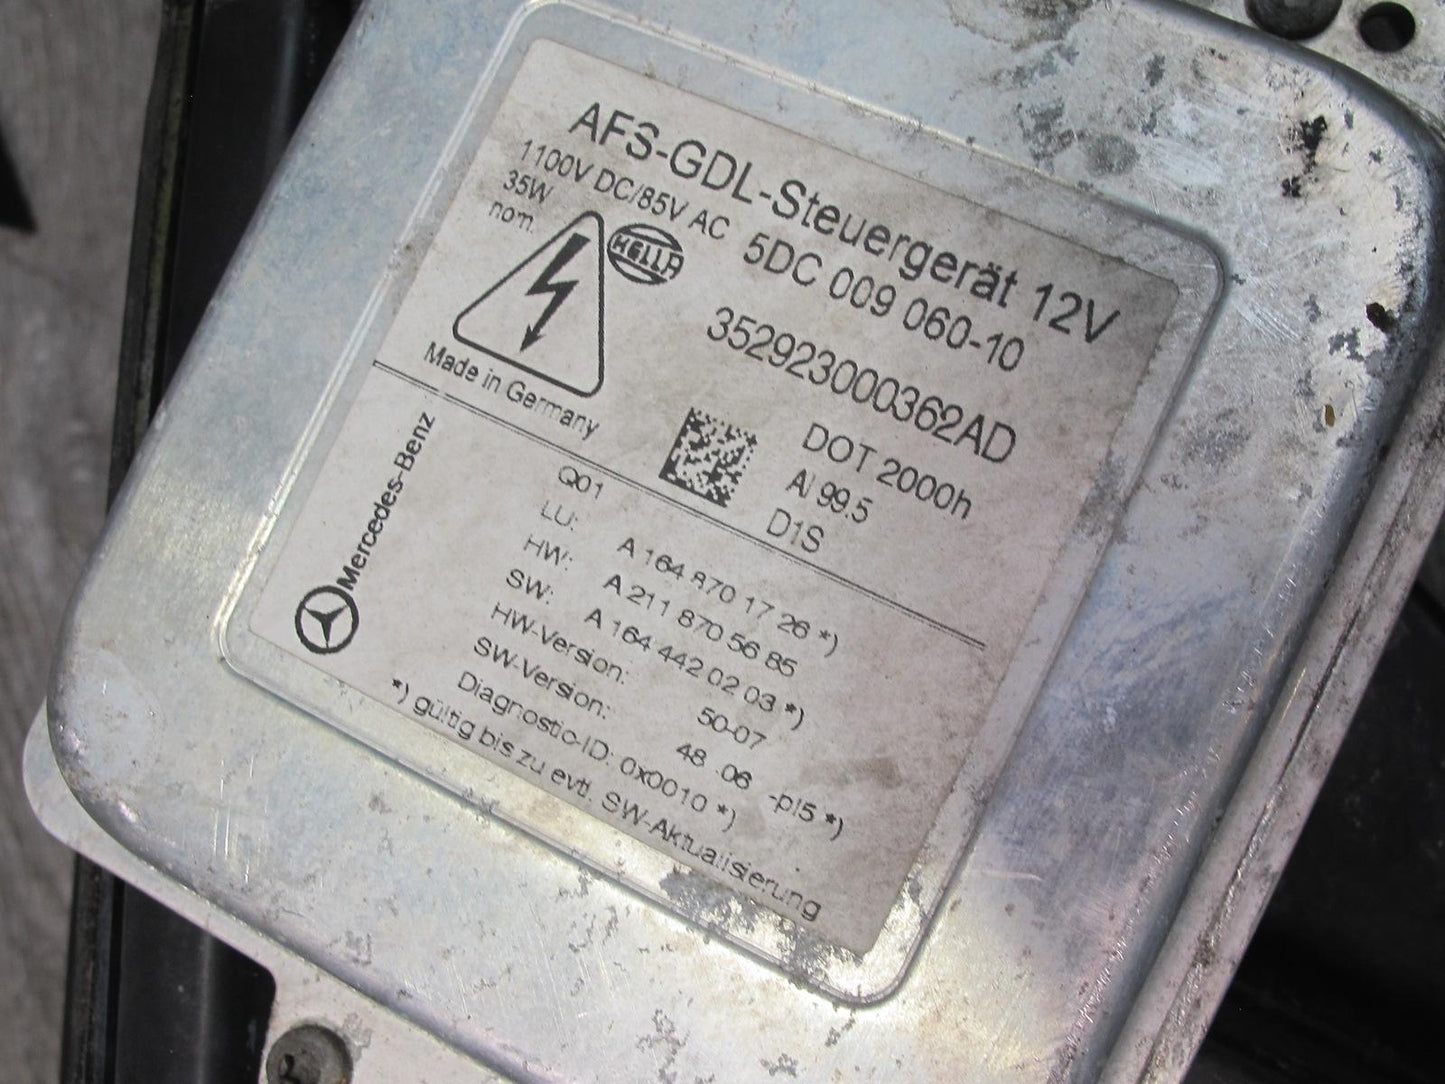 AFS-GDL-Steuergerät 12V
1100V DC/85V AC 5DC 009 060-10
35W
nom.
HELLA
352923000362AD
Made in Germany
DOT 2000h
Al 99.5
D1S
Mercedes-Benz
Q01
LU: A 164 870 17 26 *)
HW: A 211 870 56 85
SW: A 164 442 02 03 *)
HW-Version: 50-07
SW-Version: 48 06 -pl5 *)
Diagnostic-ID: 0x0010 *)
*) gültig bis zu evtl. SW-Aktualisierung